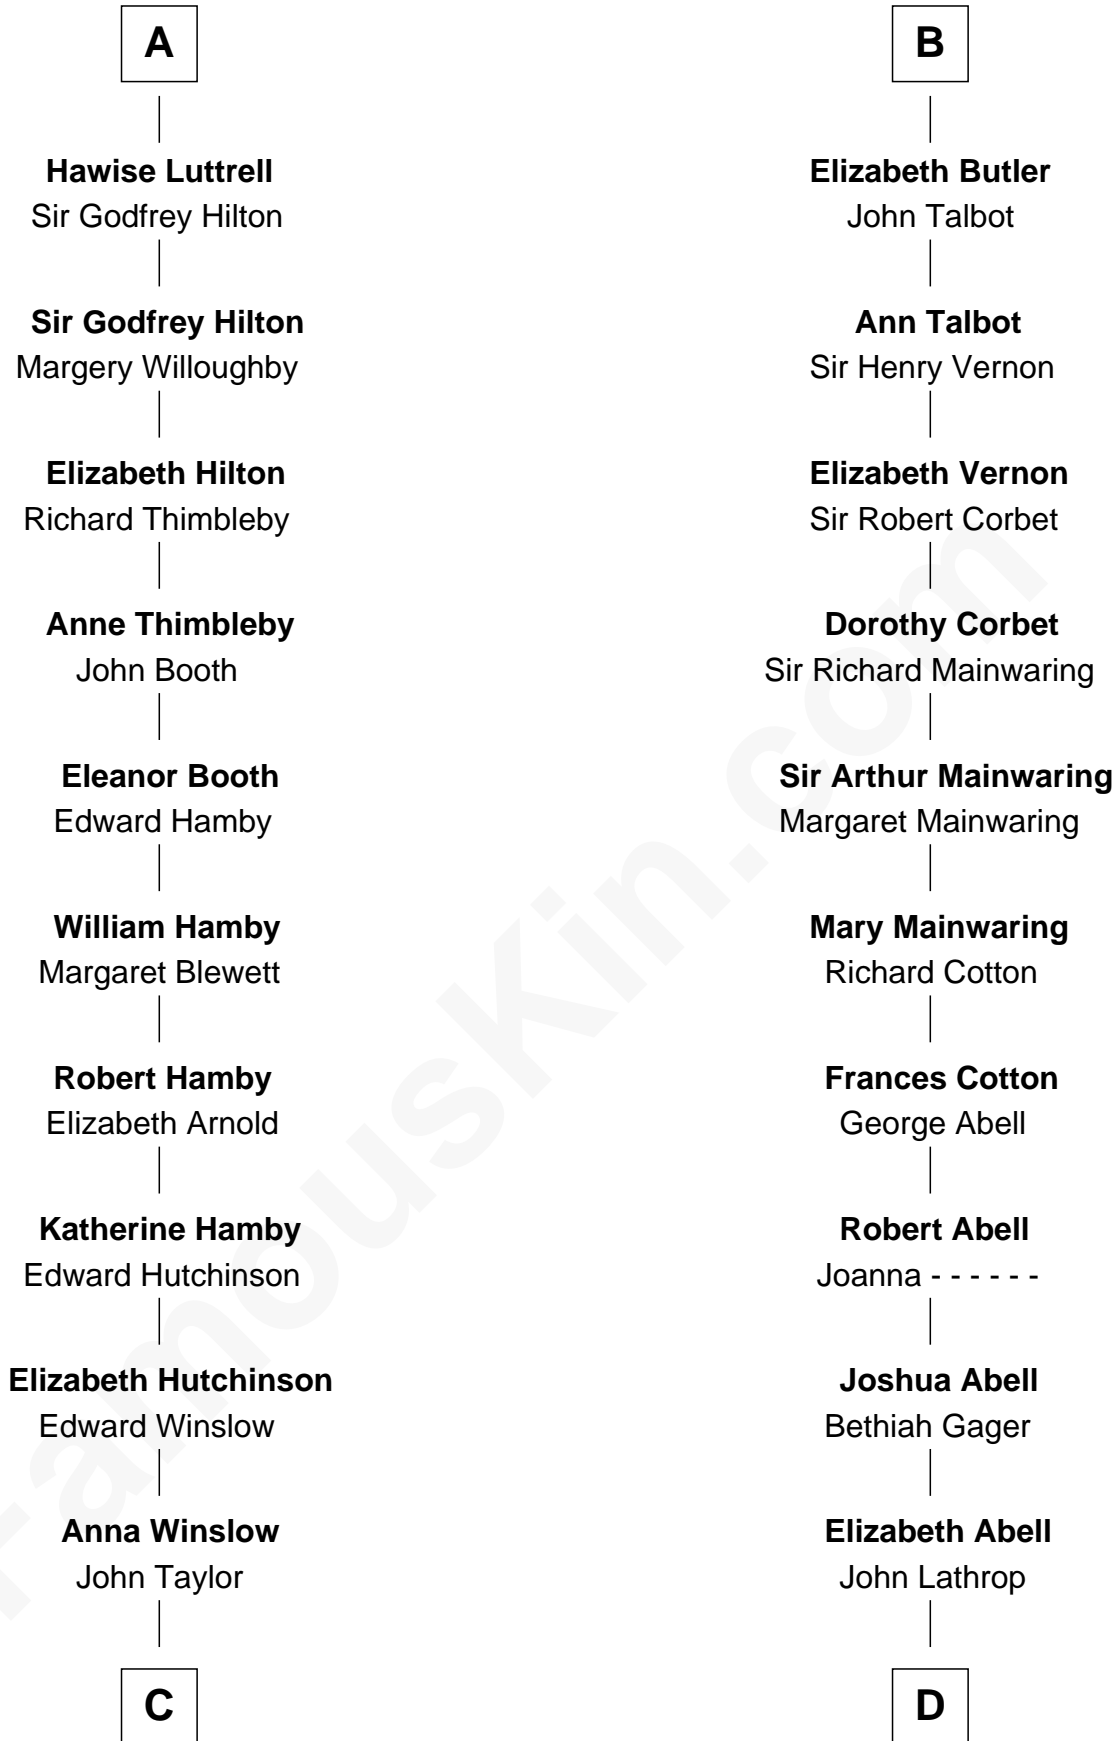 A
Hawise Luttrell
Sir Godfrey Hilton
Sir Godfrey Hilton
Margery Willoughby
Elizabeth Hilton
Richard Thimbleby
Anne Thimbleby
John Booth
Eleanor Booth
Edward Hamby
William Hamby
Margaret Blewett
Robert Hamby
Elizabeth Arnold
Katherine Hamby
Edward Hutchinson
Elizabeth Hutchinson
Edward Winslow
Anna Winslow
John Taylor
C
B
Elizabeth Butler
John Talbot
Ann Talbot
Sir Henry Vernon
Elizabeth Vernon
Sir Robert Corbet
Dorothy Corbet
Sir Richard Mainwaring
Sir Arthur Mainwaring
Margaret Mainwaring
Mary Mainwaring
Richard Cotton
Frances Cotton
George Abell
Robert Abell
Joanna - - - - - -
Joshua Abell
Bethiah Gager
Elizabeth Abell
John Lathrop
D
FamousKin.com